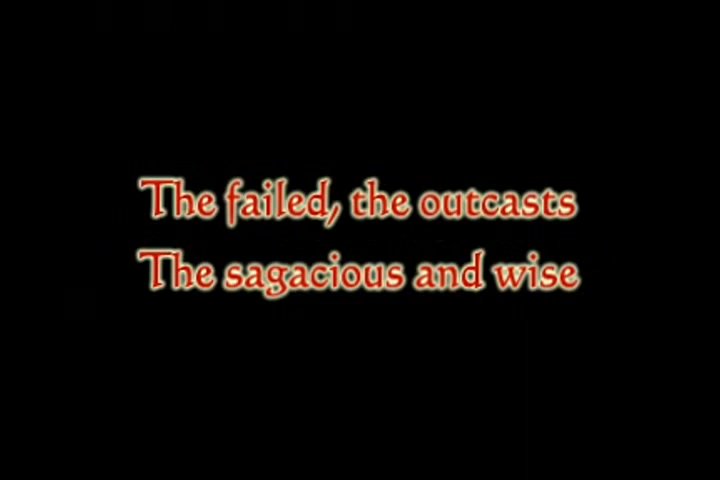 The failed, the outcasts
The sagacious and wise